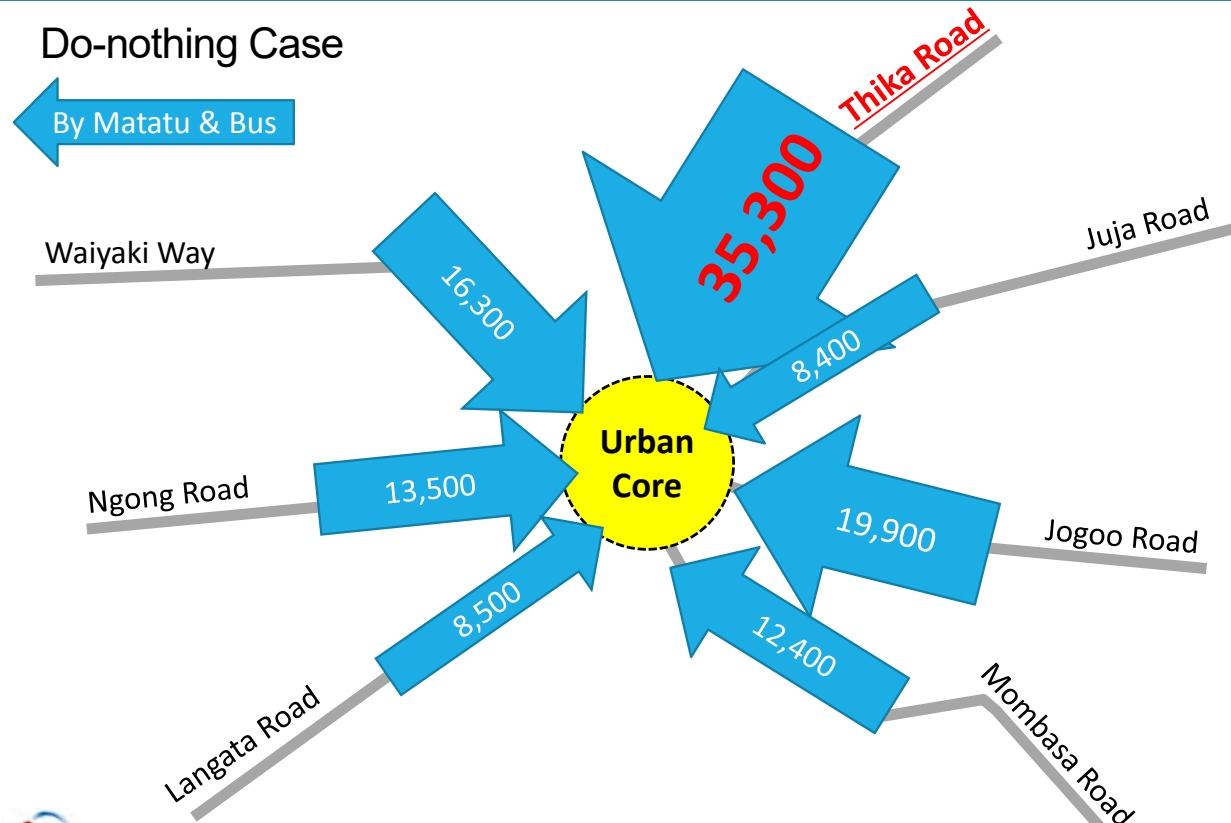 Do-nothing Case
By Matatu & Bus
Thika Road
35,300
Juja Road
Waiyaki Way
16,300
8,400
Urban
Core
Ngong Road
13,500
19,900
Jogoo Road
8,500
12,400
Langata Road
Mombasa Road